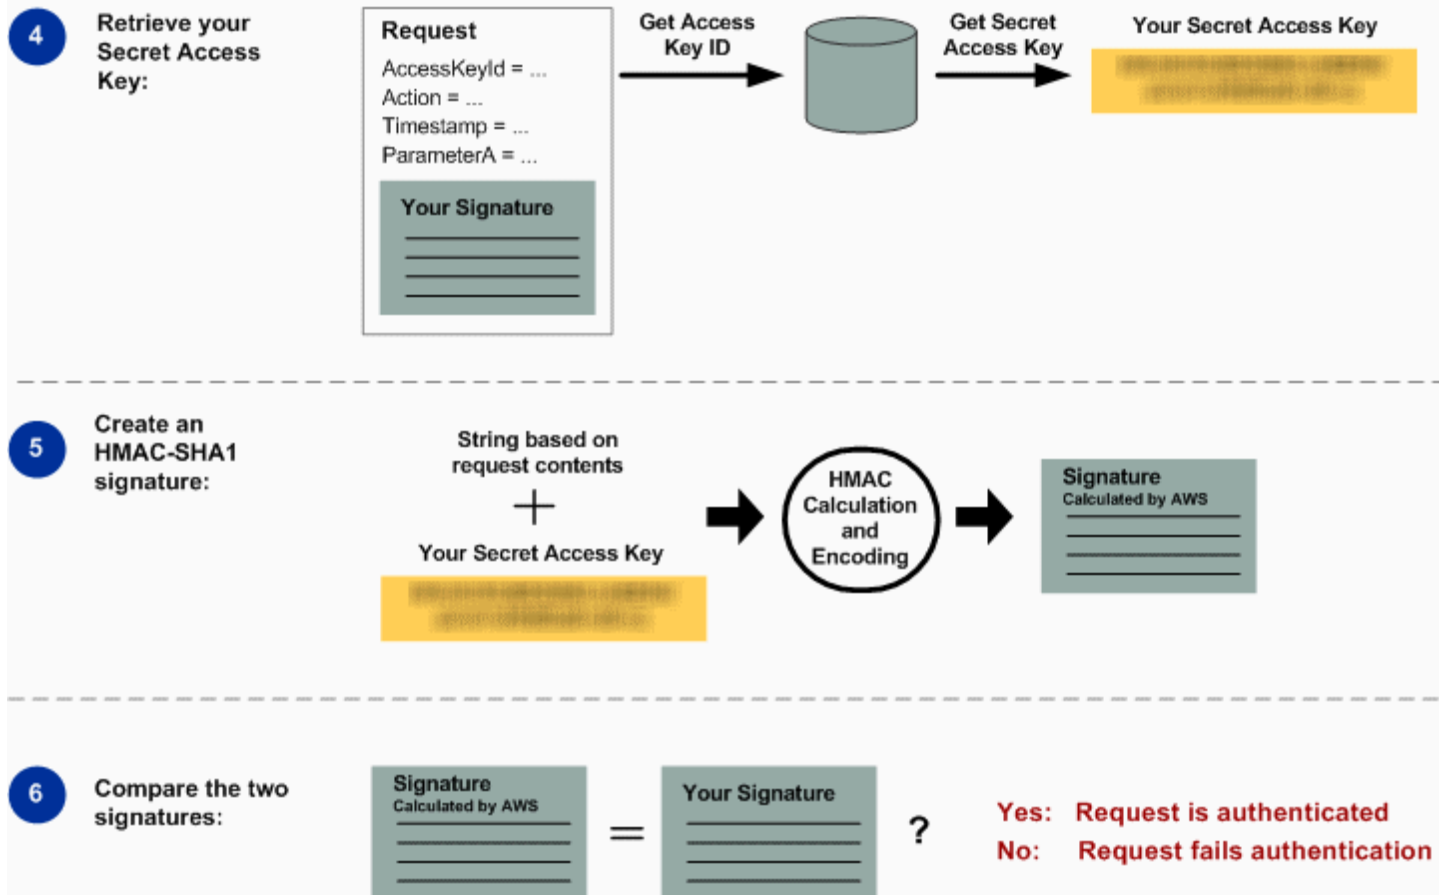 4
Retrieve your
Secret Access
Key:
Request
AccessKeyId = ...
Action = ...
Timestamp = ...
ParameterA = ...
Your Signature
Get Access
Key ID
Get Secret
Access Key
Your Secret Access Key
5
Create an
HMAC-SHA1
signature:
String based on
request contents
+
Your Secret Access Key
HMAC
Calculation
and
Encoding
Signature
Calculated by AWS
6
Compare the two
signatures:
Signature
Calculated by AWS
=
Your Signature
?
Yes: Request is authenticated
No: Request fails authentication